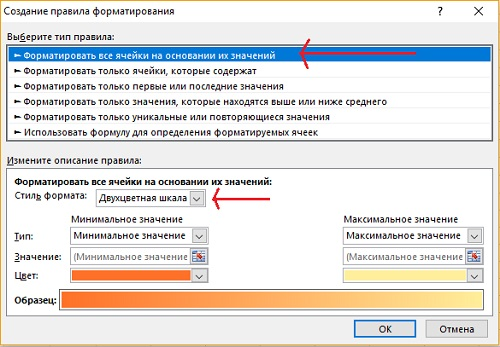 Создание правила форматирования
Выберите тип правила:
► Форматировать все ячейки на основании их значений
► Форматировать только ячейки, которые содержат
► Форматировать только первые или последние значения
► Форматировать только значения, которые находятся выше или ниже среднего
► Форматировать только уникальные или повторяющиеся значения
► Использовать формулу для определения форматируемых ячеек
Измените описание правила:
Форматировать все ячейки на основании их значений:
Стиль формата: Двухцветная шкала
Минимальное значение Максимальное значение
Тип: Минимальное значение Максимальное значение
Значение: (Минимальное значение (Максимальное значение
Цвет:
Образец:
ОК Отмена